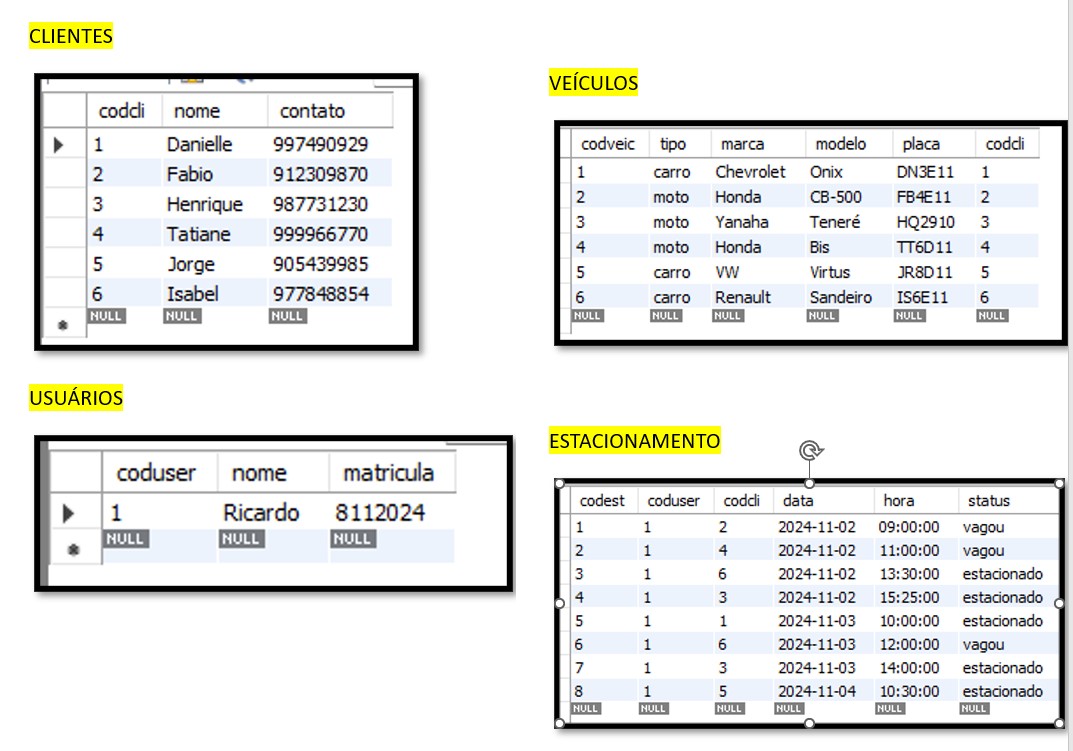 CLIENTES
codcli nome contato
1 Danielle 997490929
2 Fabio 912309870
3 Henrique 987731230
4 Tatiane 999966770
5 Jorge 905439985
6 Isabel 977848854
NULL NULL NULL
VEÍCULOS
codveic tipo marca modelo placa codcli
1 carro Chevrolet Onix DN3E11 1
2 moto Honda CB-500 FB4E11 2
3 moto Yanaha Teneré HQ2910 3
4 moto Honda Bis TT6D11 4
5 carro VW Virtus JR8D11 5
6 carro Renault Sandeiro IS6E11 6
NULL NULL NULL NULL NULL NULL
USUÁRIOS
coduser nome matricula
1 Ricardo 8112024
NULL NULL NULL
ESTACIONAMENTO
codest coduser codcli data hora status
1 1 2 2024-11-02 09:00:00 vagou
2 1 4 2024-11-02 11:00:00 vagou
3 1 6 2024-11-02 13:30:00 estacionado
4 1 3 2024-11-02 15:25:00 estacionado
5 1 1 2024-11-03 10:00:00 estacionado
6 1 6 2024-11-03 12:00:00 vagou
7 1 3 2024-11-03 14:00:00 estacionado
8 1 5 2024-11-04 10:30:00 estacionado
NULL NULL NULL NULL NULL NULL